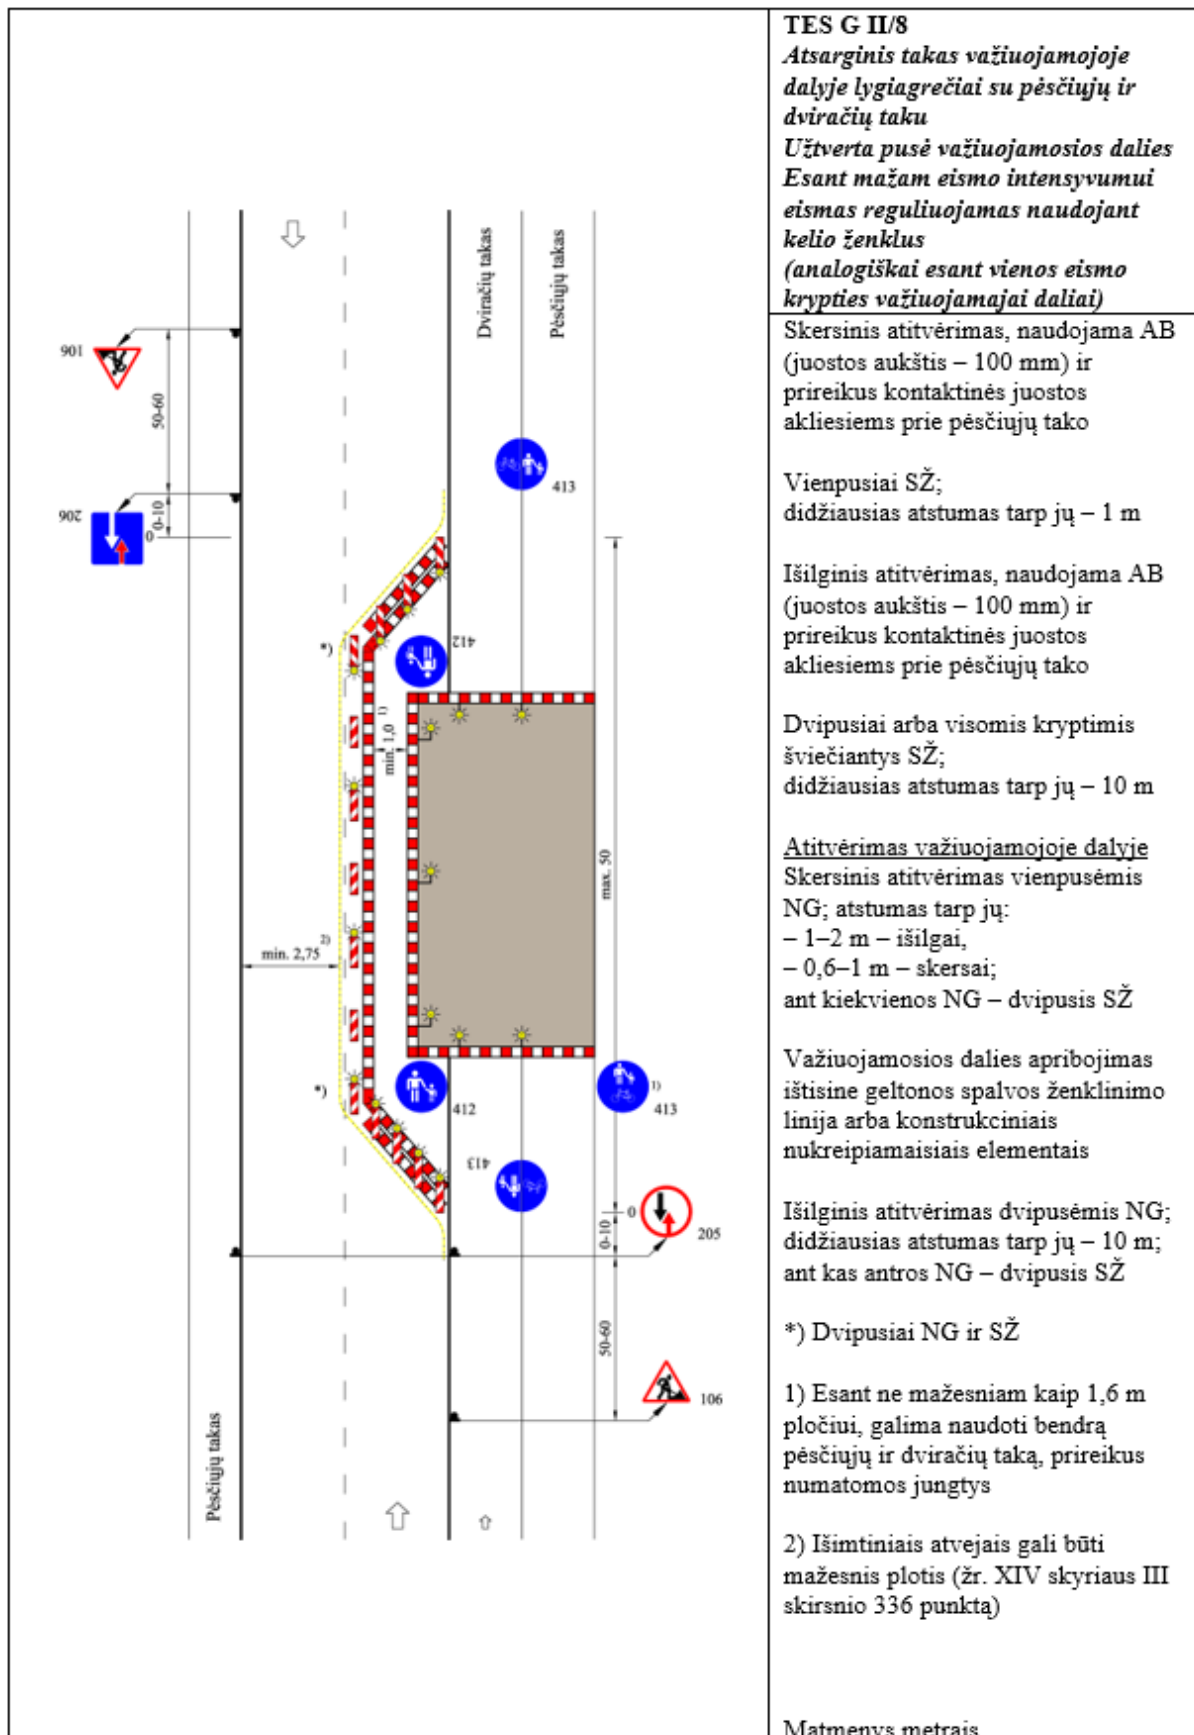 TES G II/8
Atsarginis takas važiuojamojoje
dalyje lygiagrečiai su pėsčiųjų ir
dviračių taku
Užtverta pusė važiuojamosios dalies
Esant mažam eismo intensyvumui
eismas reguliuojamas naudojant
kelio ženklus
(analogiškai esant vienos eismo
krypties važiuojamajai daliai)
Skersinis atitvėrimas, naudojama AB
(juostos aukštis – 100 mm) ir
prireikus kontaktinės juostos
akliesiems prie pėsčiųjų tako
Vienpusiai SŽ;
didžiausias atstumas tarp jų – 1 m
Išilginis atitvėrimas, naudojama AB
(juostos aukštis – 100 mm) ir
prireikus kontaktinės juostos
akliesiems prie pėsčiųjų tako
Dvipusiai arba visomis kryptimis
šviečiantys SŽ;
didžiausias atstumas tarp jų – 10 m
Atitvėrimas važiuojamojoje dalyje
Skersinis atitvėrimas vienpusėmis
NG; atstumas tarp jų:
– 1–2 m – išilgai,
– 0,6–1 m – skersai;
ant kiekvienos NG – dvipusis SŽ
Važiuojamosios dalies apribojimas
ištisine geltonos spalvos ženklinimo
linija arba konstrukciniais
nukreipiamaisiais elementais
Išilginis atitvėrimas dvipusėmis NG;
didžiausias atstumas tarp jų – 10 m;
ant kas antros NG – dvipusis SŽ
*) Dvipusiai NG ir SŽ
1) Esant ne mažesniam kaip 1,6 m
pločiui, galima naudoti bendrą
pėsčiųjų ir dviračių taką, prireikus
numatomos jungtys
2) Išimtiniais atvejais gali būti
mažesnis plotis (žr. XIV skyriaus III
skirsnio 336 punktą)
Matmenys metrais
Dviračių takas
Pėsčiųjų takas
106
50-60
206
0-10
0
413
*)
412
min. 1,0 1)
max. 50
min. 2,75 2)
*)
412
1)
413
413
0
205
0-10
50-60
106
Pėsčiųjų takas